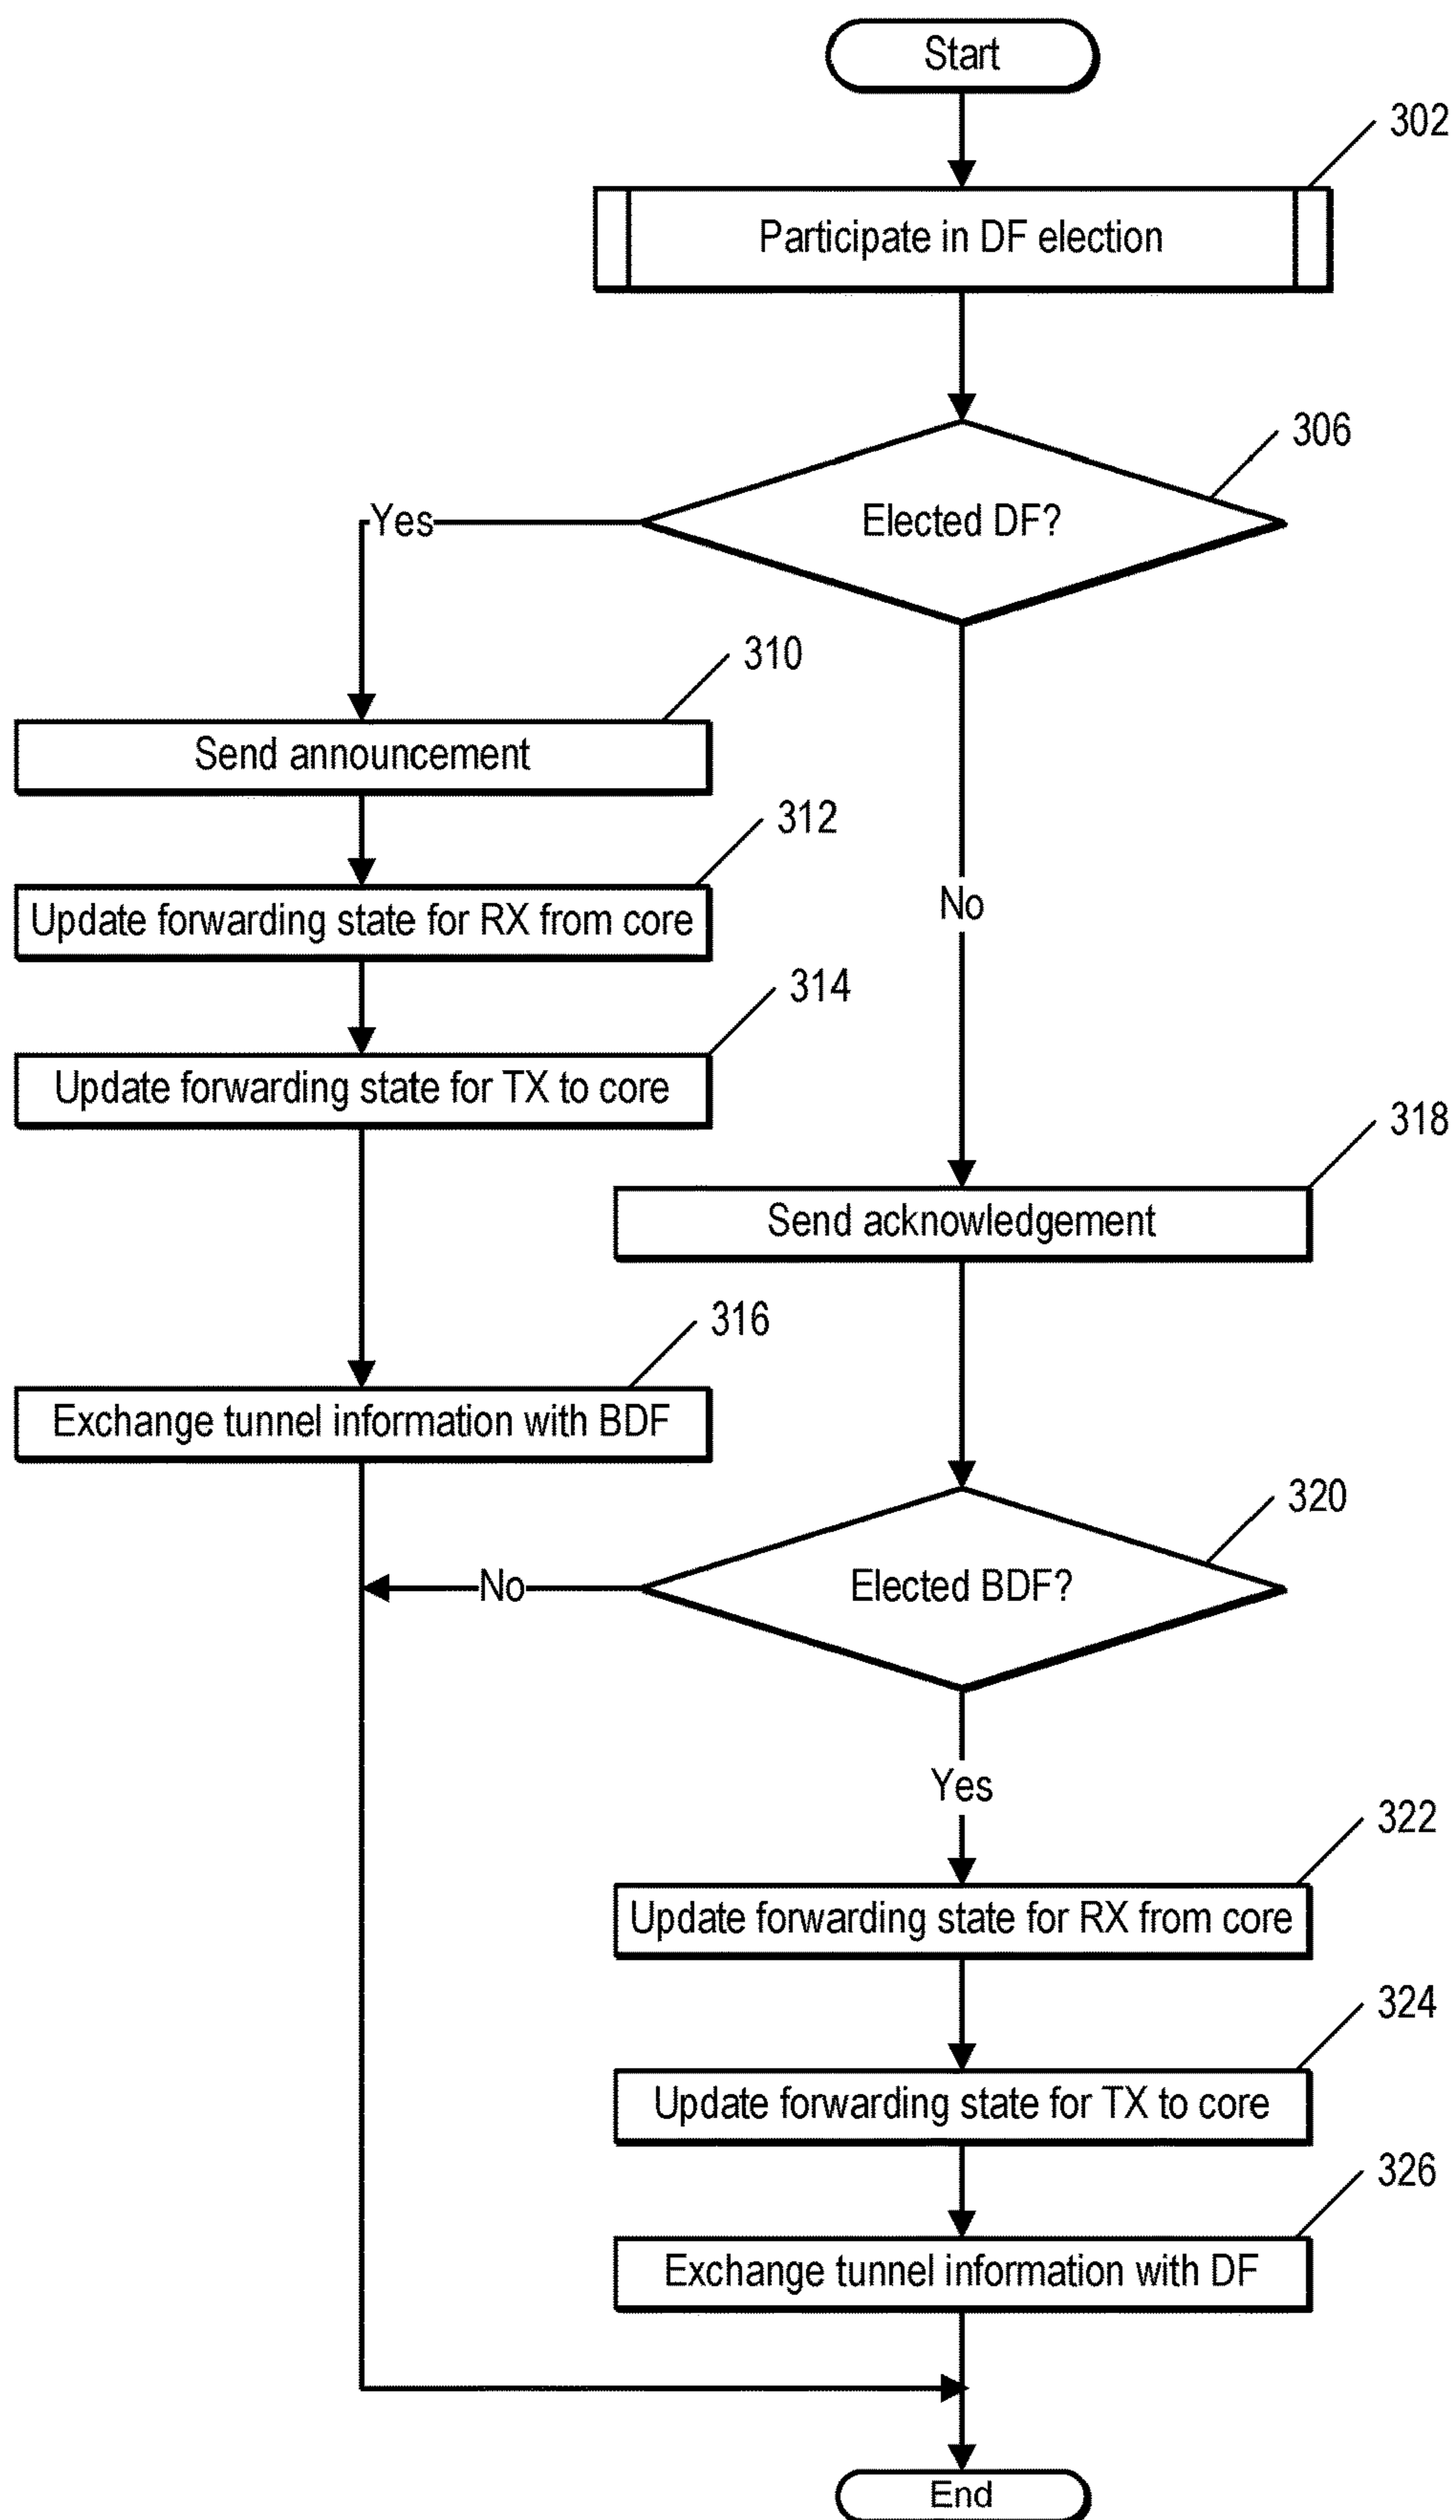 Start
302
Participate in DF election
306
Elected DF?
Yes
310
Send announcement
312
Update forwarding state for RX from core
No
314
Update forwarding state for TX to core
318
Send acknowledgement
316
Exchange tunnel information with BDF
320
Elected BDF?
No
Yes
322
Update forwarding state for RX from core
324
Update forwarding state for TX to core
326
Exchange tunnel information with DF
End